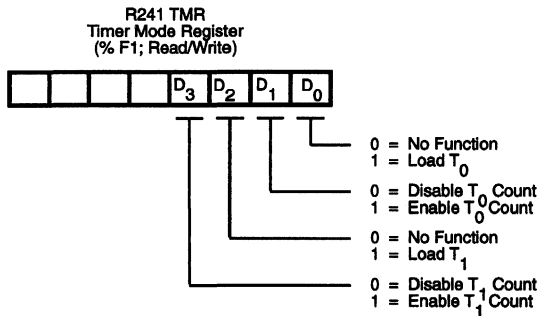 R241 TMR
Timer Mode Register
(% F1; Read/Write)
D3 D2 D1 D0
0 = No Function
1 = Load T0
0 = Disable T0 Count
1 = Enable T0 Count
0 = No Function
1 = Load T1
0 = Disable T1 Count
1 = Enable T1 Count